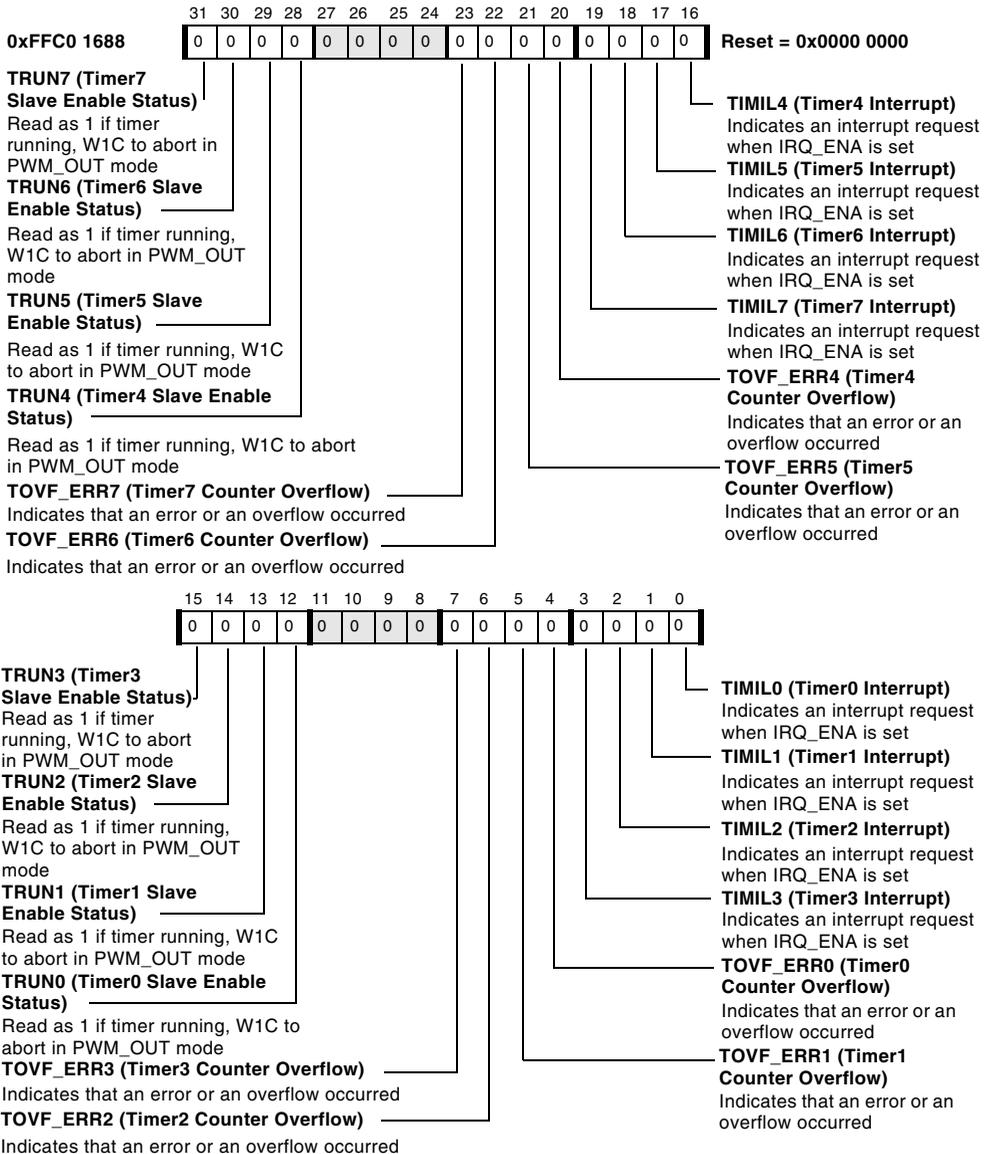 31 30 29 28 27 26 25 24 23 22 21 20 19 18 17 16
0xFFC0 1688
0 0 0 0 0 0 0 0 0 0 0 0 0 0 0 0
Reset = 0x0000 0000
TRUN7 (Timer7
Slave Enable Status)
Read as 1 if timer
running, W1C to abort in
PWM_OUT mode
TRUN6 (Timer6 Slave
Enable Status)
Read as 1 if timer running,
W1C to abort in PWM_OUT
mode
TRUN5 (Timer5 Slave
Enable Status)
Read as 1 if timer running, W1C
to abort in PWM_OUT mode
TRUN4 (Timer4 Slave Enable
Status)
Read as 1 if timer running, W1C to abort
in PWM_OUT mode
TOVF_ERR7 (Timer7 Counter Overflow)
Indicates that an error or an overflow occurred
TOVF_ERR6 (Timer6 Counter Overflow)
Indicates that an error or an overflow occurred
TIMIL4 (Timer4 Interrupt)
Indicates an interrupt request
when IRQ_ENA is set
TIMIL5 (Timer5 Interrupt)
Indicates an interrupt request
when IRQ_ENA is set
TIMIL6 (Timer6 Interrupt)
Indicates an interrupt request
when IRQ_ENA is set
TIMIL7 (Timer7 Interrupt)
Indicates an interrupt request
when IRQ_ENA is set
TOVF_ERR4 (Timer4
Counter Overflow)
Indicates that an error or an
overflow occurred
TOVF_ERR5 (Timer5
Counter Overflow)
Indicates that an error or an
overflow occurred
15 14 13 12 11 10 9 8 7 6 5 4 3 2 1 0
0 0 0 0 0 0 0 0 0 0 0 0 0 0 0 0
TRUN3 (Timer3
Slave Enable Status)
Read as 1 if timer
running, W1C to abort
in PWM_OUT mode
TRUN2 (Timer2 Slave
Enable Status)
Read as 1 if timer running,
W1C to abort in PWM_OUT
mode
TRUN1 (Timer1 Slave
Enable Status)
Read as 1 if timer running, W1C
to abort in PWM_OUT mode
TRUN0 (Timer0 Slave Enable
Status)
Read as 1 if timer running, W1C to
abort in PWM_OUT mode
TOVF_ERR3 (Timer3 Counter Overflow)
Indicates that an error or an overflow occurred
TOVF_ERR2 (Timer2 Counter Overflow)
Indicates that an error or an overflow occurred
TIMIL0 (Timer0 Interrupt)
Indicates an interrupt request
when IRQ_ENA is set
TIMIL1 (Timer1 Interrupt)
Indicates an interrupt request
when IRQ_ENA is set
TIMIL2 (Timer2 Interrupt)
Indicates an interrupt request
when IRQ_ENA is set
TIMIL3 (Timer3 Interrupt)
Indicates an interrupt request
when IRQ_ENA is set
TOVF_ERR0 (Timer0
Counter Overflow)
Indicates that an error or an
overflow occurred
TOVF_ERR1 (Timer1
Counter Overflow)
Indicates that an error or an
overflow occurred